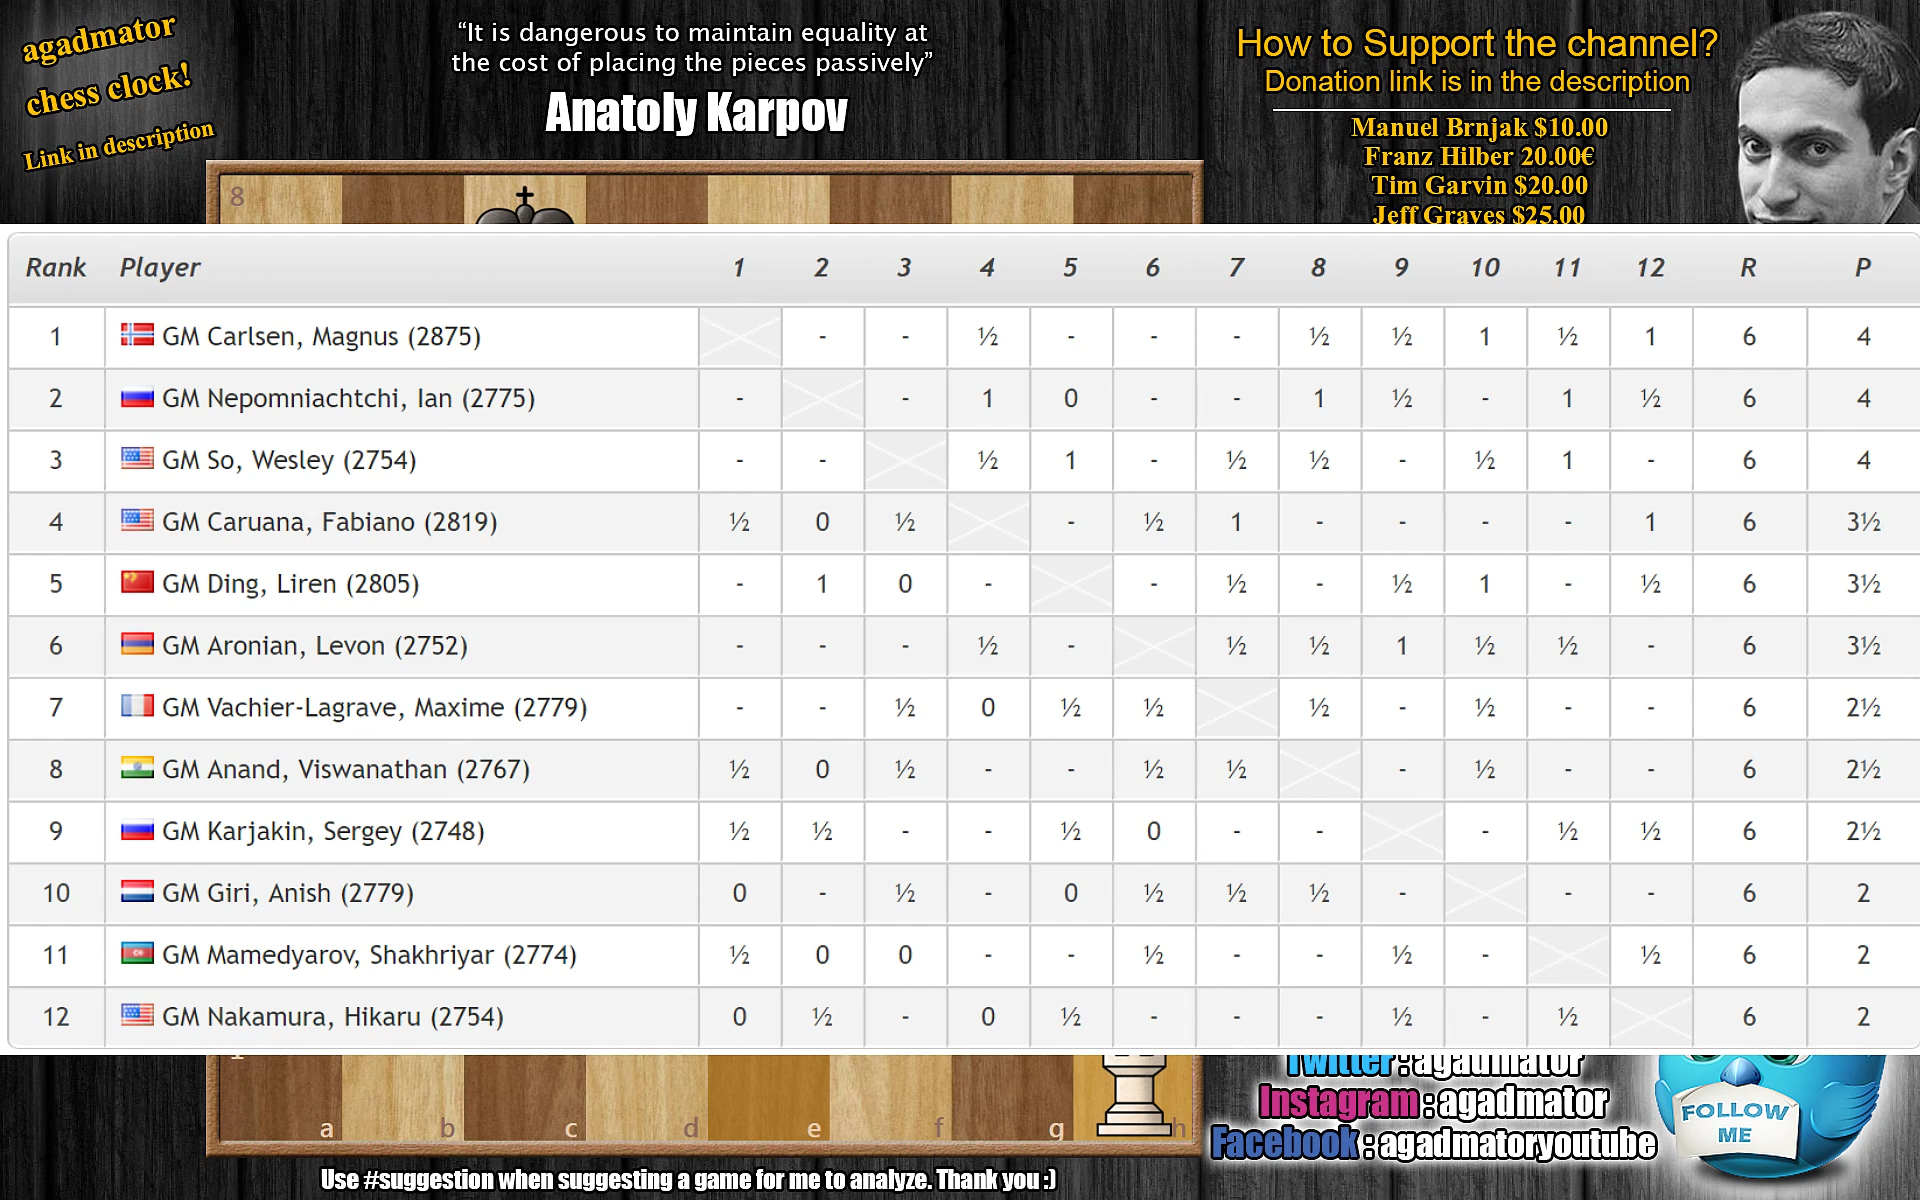 agadmator
chess clock!
Link in description
“It is dangerous to maintain equality at
the cost of placing the pieces passively”
Anatoly Karpov
How to Support the channel?
Donation link is in the description
Manuel Brnjak $10.00
Franz Hilber 20.00€
Tim Garvin $20.00
Jeff Graves $25.00
8
Rank Player 1 2 3 4 5 6 7 8 9 10 11 12 R P
1 GM Carlsen, Magnus (2875) - - ½ - - - ½ ½ 1 ½ 1 6 4
2 GM Nepomniachtchi, Ian (2775) - - 1 0 - - 1 ½ - 1 ½ 6 4
3 GM So, Wesley (2754) - - ½ 1 - ½ ½ - ½ 1 - 6 4
4 GM Caruana, Fabiano (2819) ½ 0 ½ - ½ 1 - - - - 1 6 3½
5 GM Ding, Liren (2805) - 1 0 - - ½ - ½ 1 - ½ 6 3½
6 GM Aronian, Levon (2752) - - - ½ - ½ ½ 1 ½ ½ - 6 3½
7 GM Vachier-Lagrave, Maxime (2779) - - ½ 0 ½ ½ ½ - ½ - - 6 2½
8 GM Anand, Viswanathan (2767) ½ 0 ½ - - ½ ½ - ½ - - 6 2½
9 GM Karjakin, Sergey (2748) ½ ½ - - ½ 0 - - - ½ ½ 6 2½
10 GM Giri, Anish (2779) 0 - ½ - 0 ½ ½ ½ - - - 6 2
11 GM Mamedyarov, Shakhriyar (2774) ½ 0 0 - - ½ - - ½ - ½ 6 2
12 GM Nakamura, Hikaru (2754) 0 ½ - 0 ½ - - - ½ - ½ 6 2
a b c d e f g h
Twitter : agadmator
Instagram : agadmator
Facebook : agadmatoryoutube
FOLLOW
ME
Use #suggestion when suggesting a game for me to analyze. Thank you :)